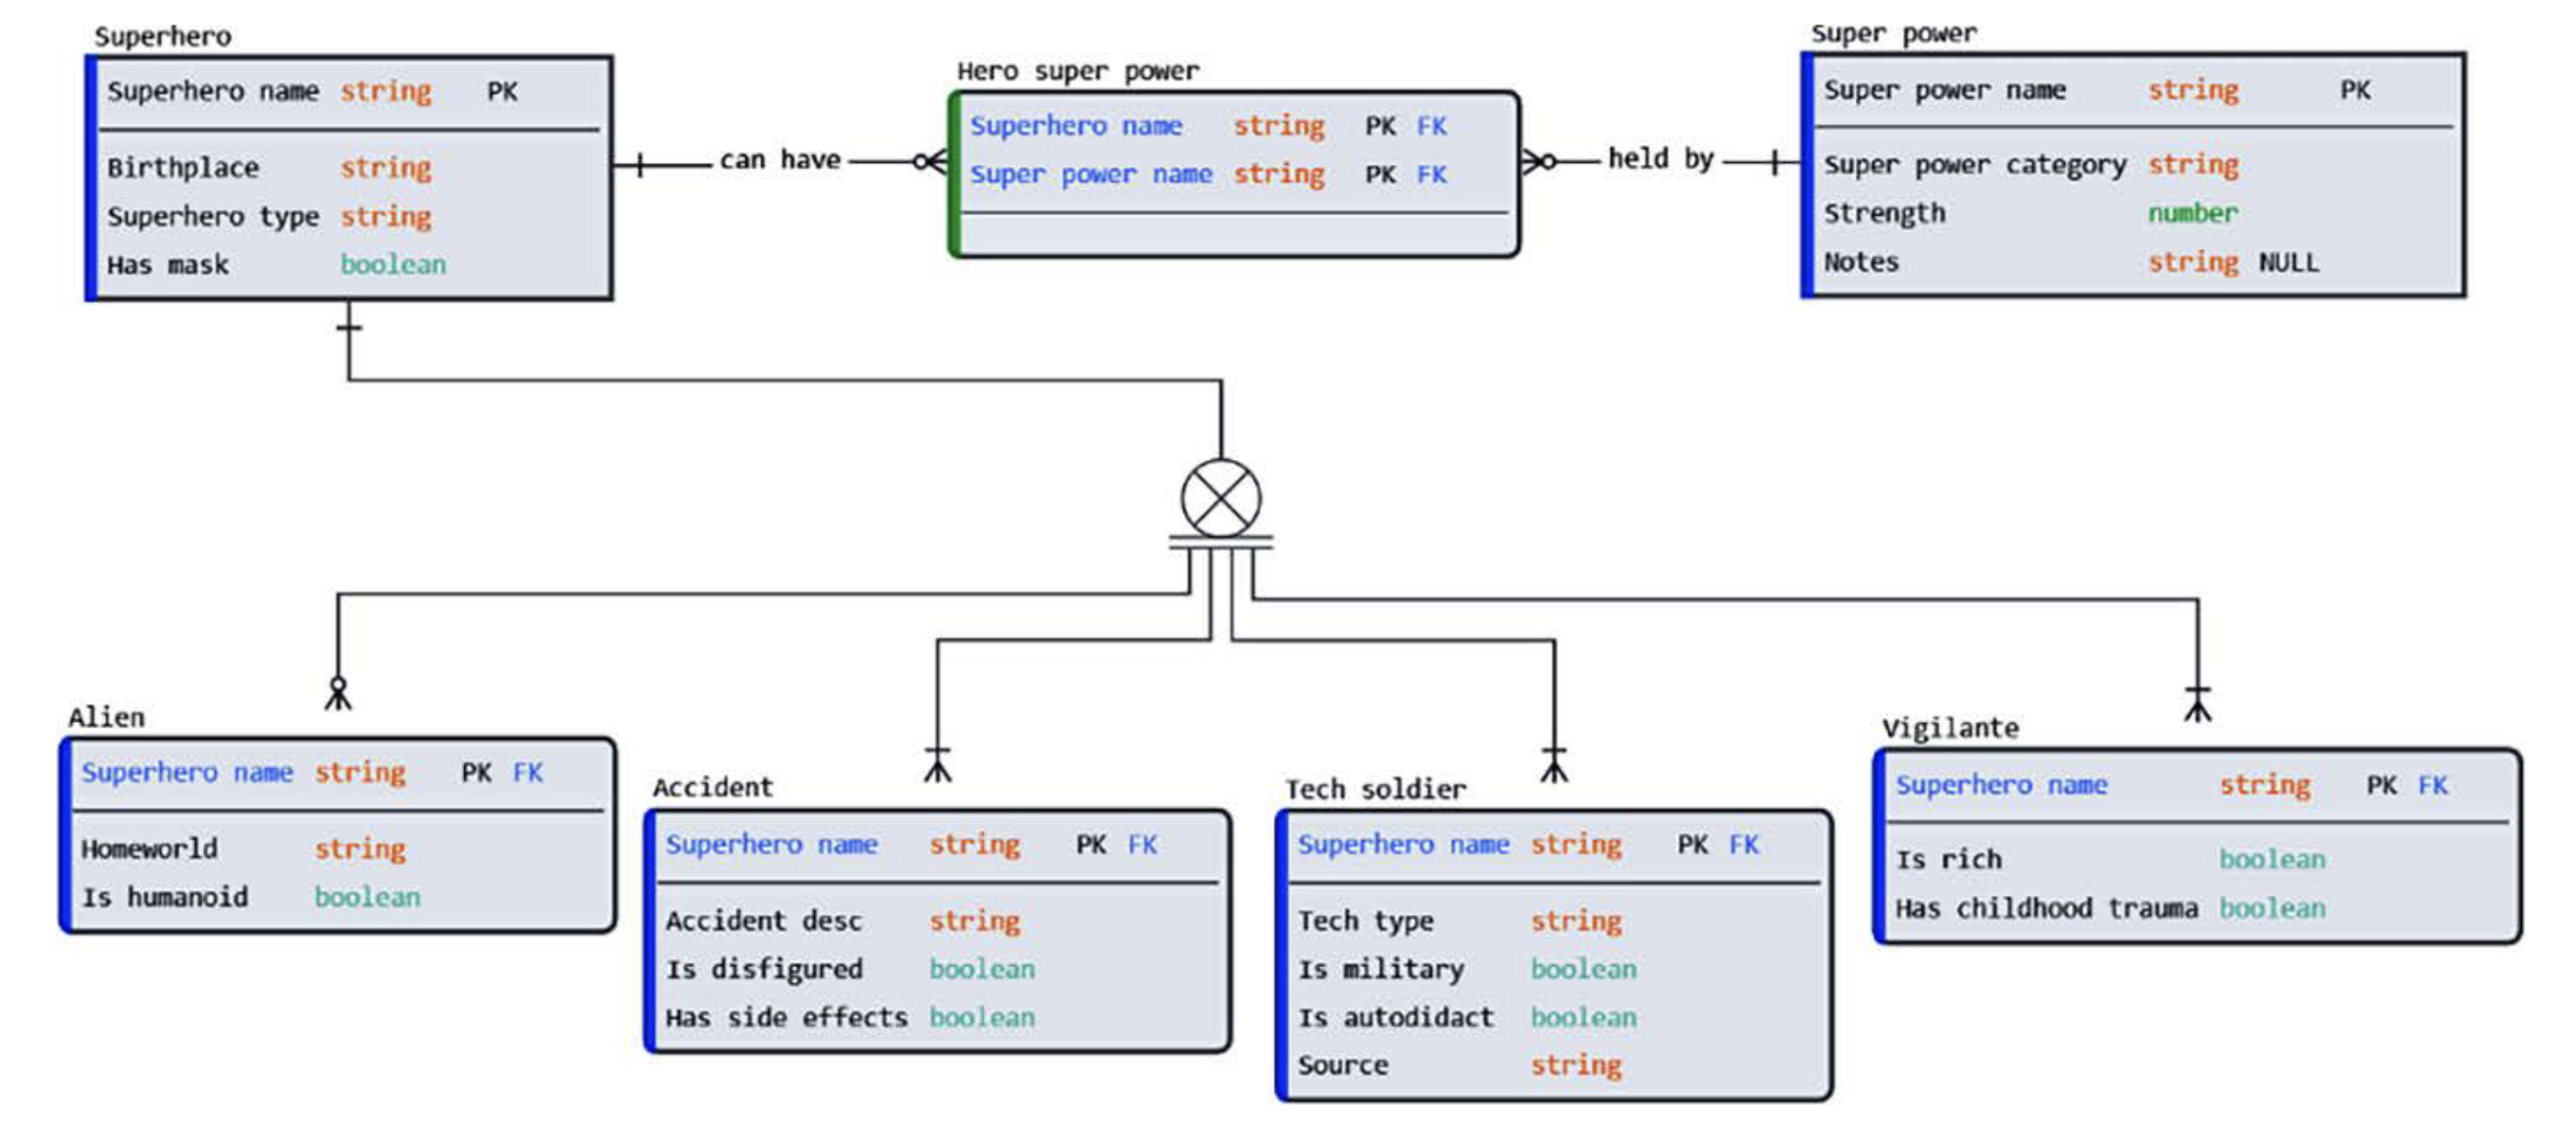 Superhero
Superhero name string PK
Birthplace string
Superhero type string
Has mask boolean
can have
Hero super power
Superhero name string PK FK
Super power name string PK FK
held by
Super power
Super power name string PK
Super power category string
Strength number
Notes string NULL
Alien
Superhero name string PK FK
Homeworld string
Is humanoid boolean
Accident
Superhero name string PK FK
Accident desc string
Is disfigured boolean
Has side effects boolean
Tech soldier
Superhero name string PK FK
Tech type string
Is military boolean
Is autodidact boolean
Source string
Vigilante
Superhero name string PK FK
Is rich boolean
Has childhood trauma boolean